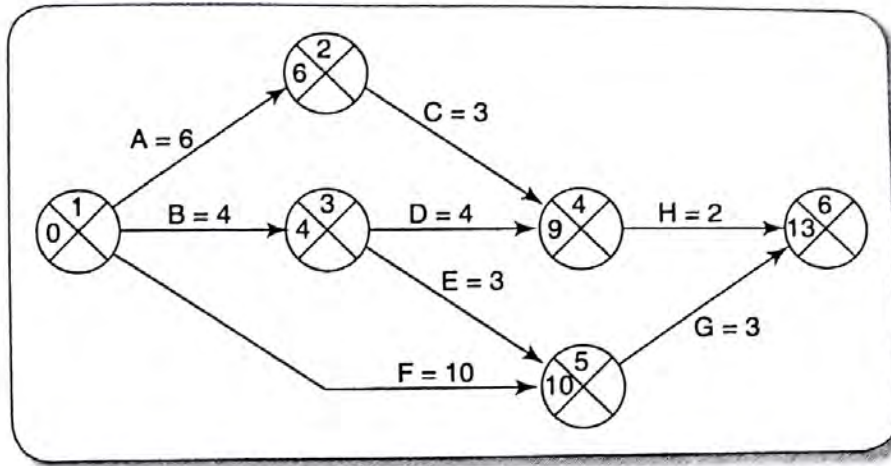 2
6
C = 3
A = 6
1
0
B = 4
3
4
D = 4
4
9
H = 2
6
13
E = 3
G = 3
5
10
F = 10